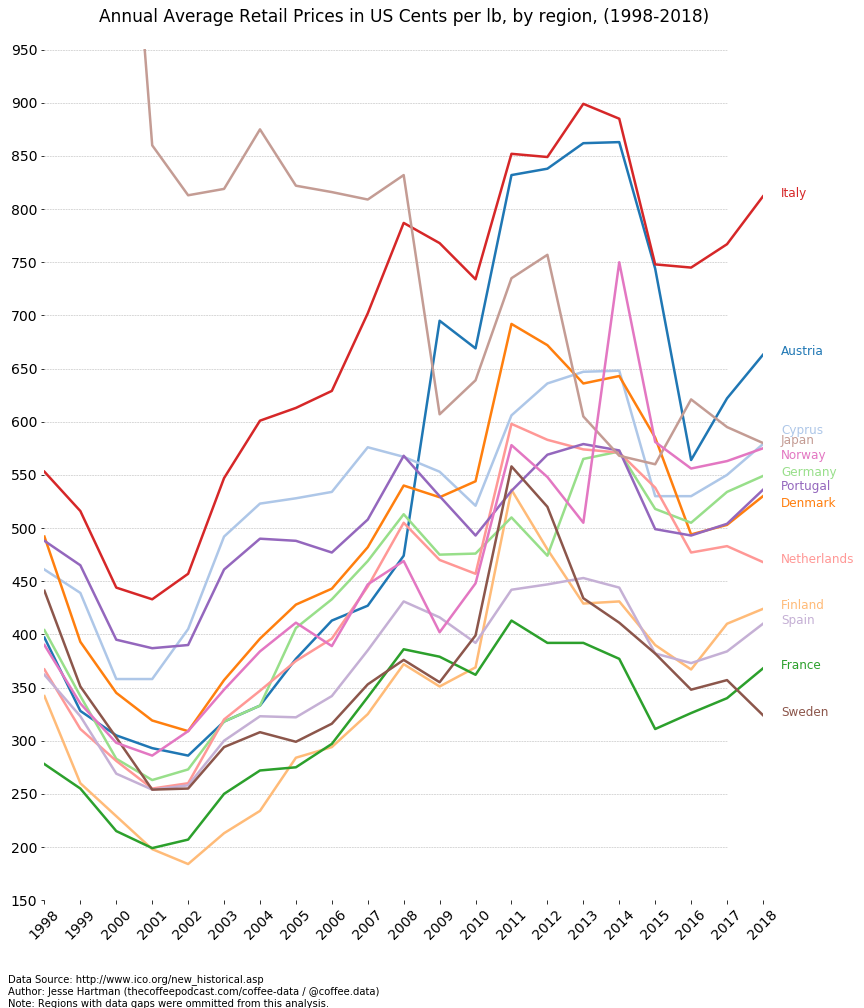 Annual Average Retail Prices in US Cents per lb, by region, (1998-2018)
950
900
850
800
750
700
650
600
550
500
450
400
350
300
250
200
150
Italy
Austria
Cyprus
Japan
Norway
Germany
Portugal
Denmark
Netherlands
Finland
Spain
France
Sweden
1998 1999 2000 2001 2002 2003 2004 2005 2006 2007 2008 2009 2010 2011 2012 2013 2014 2015 2016 2017 2018
Data Source: http://www.ico.org/new_historical.asp
Author: Jesse Hartman (thecoffeepodcast.com/coffee-data / @coffee.data)
Note: Regions with data gaps were ommitted from this analysis.